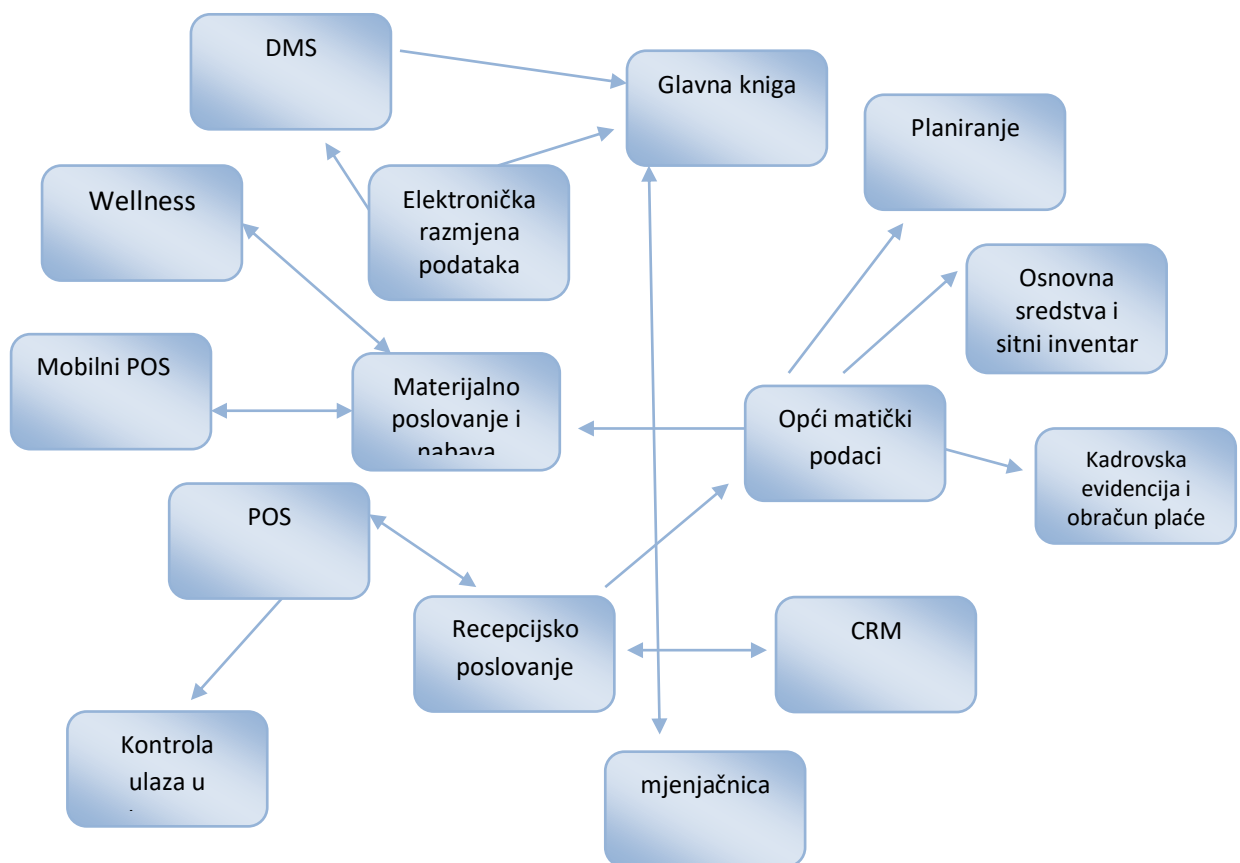 DMS
Glavna kniga
Planiranje
Wellness
Elektronička
razmjena
podataka
Osnovna
sredstva i
sitni inventar
Mobilni POS
Materijalno
poslovanje i
nabava
Opći matički
podaci
Kadrovska
evidencija i
obračun plaće
POS
Recepcijsko
poslovanje
CRM
Kontrola
ulaza u
mjenjačnica